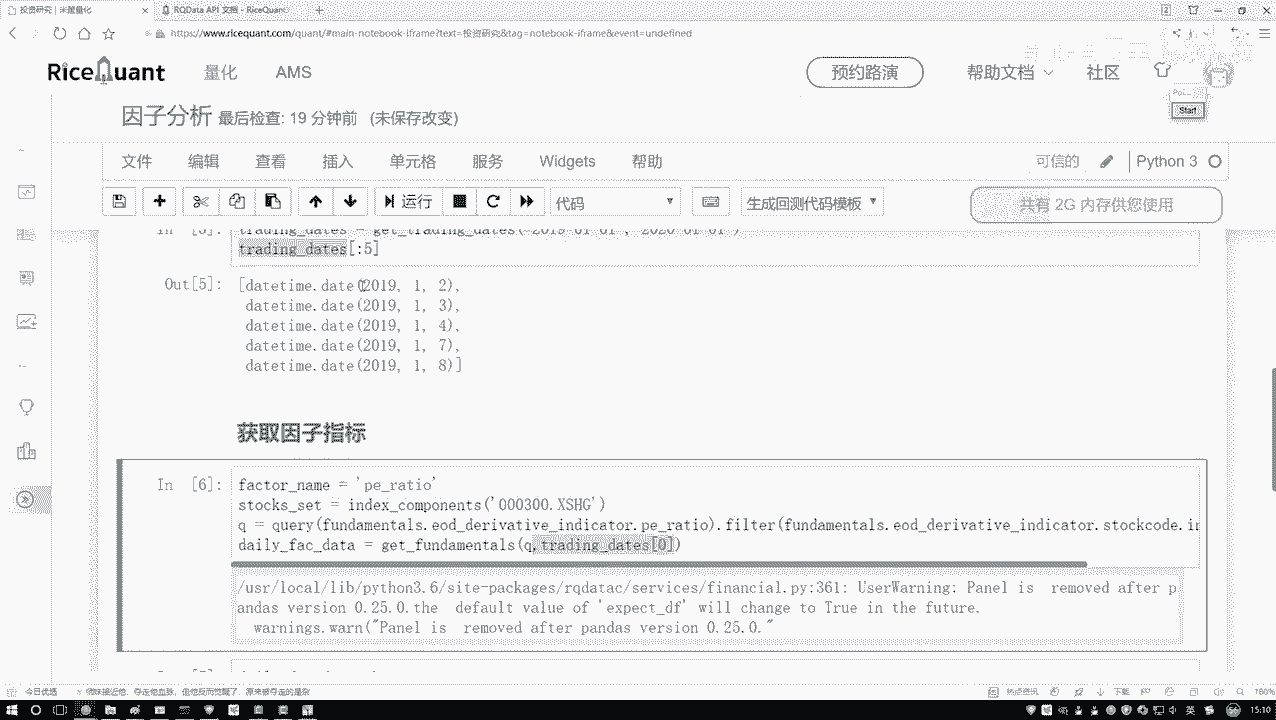 投资研究 | 米筐量化
RQData API 文档 - RiceQuant
https://www.ricequant.com/quant/#main-notebook-iframe?text=投资研究&tag=notebook-iframe&event=undefined
RiceQuant
量化
AMS
预约路演
帮助文档
社区
Start
因子分析 最后检查: 19 分钟前 (未保存改变)
文件 编辑 查看 插入 单元格 服务 Widgets 帮助
可信的
Python 3
运行
代码
生成回测代码模板
共有 2G 内存供您使用
trading_dates[:5]
Out[5]: [datetime.date(2019, 1, 2),
datetime.date(2019, 1, 3),
datetime.date(2019, 1, 4),
datetime.date(2019, 1, 7),
datetime.date(2019, 1, 8)]
获取因子指标
In [6]: factor_name = 'pe_ratio'
stocks_set = index_components('000300.XSHG')
q = query(fundamentals.eod_derivative_indicator.pe_ratio).filter(fundamentals.eod_derivative_indicator.stockcode.in
daily_fac_data = get_fundamentals(q,trading_dates[0])
/usr/local/lib/python3.6/site-packages/rqdatac/services/financial.py:361: UserWarning: Panel is removed after p
andas version 0.25.0.the default value of 'expect_df' will change to True in the future.
warnings.warn("Panel is removed after pandas version 0.25.0."
今日优选
热点资讯
下载
160%
英
15:10